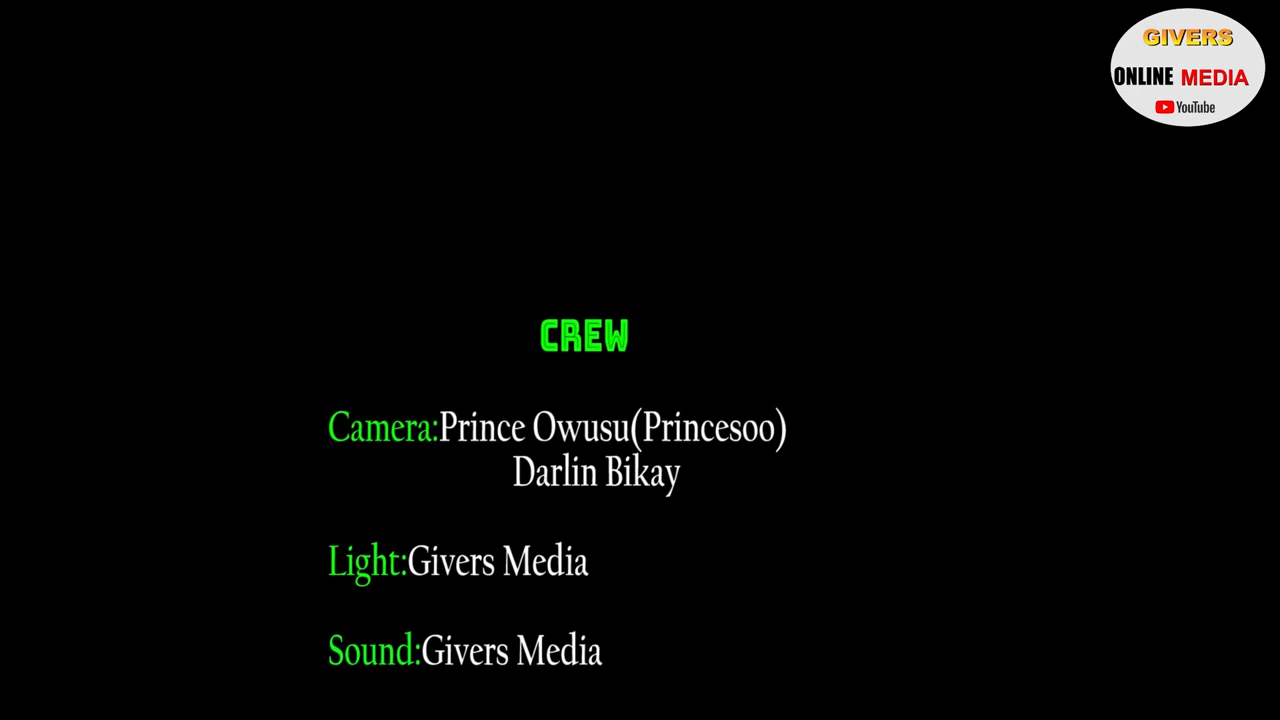 GIVERS
ONLINE MEDIA
YouTube
CREW
Camera:Prince Owusu(Princesoo)
Darlin Bikay
Light:Givers Media
Sound:Givers Media